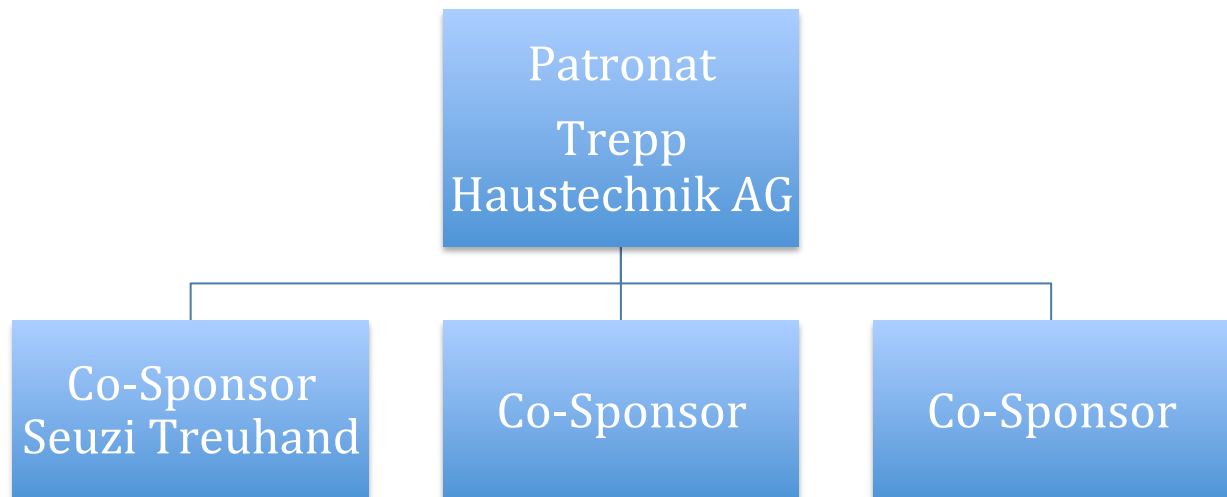 Patronat
Trepp
Haustechnik AG
Co-Sponsor
Seuzi Treuhand
Co-Sponsor
Co-Sponsor